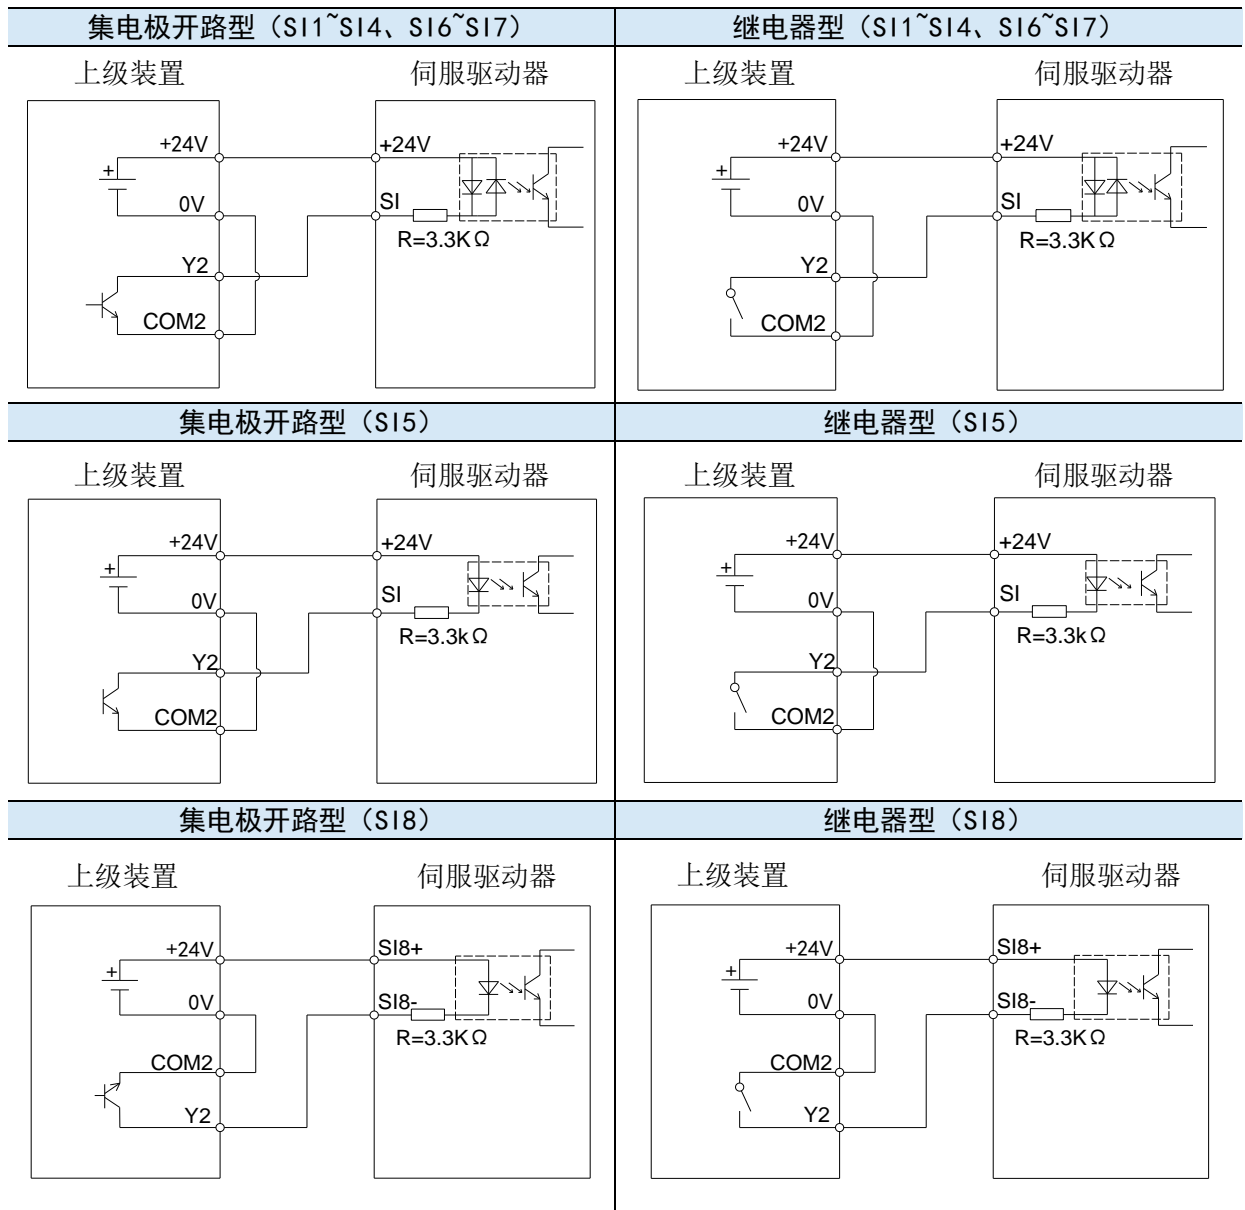 集电极开路型（SI1~SI4、SI6~SI7）
继电器型（SI1~SI4、SI6~SI7）
上级装置
伺服驱动器
+24V
+24V
+
0V
SI
R=3.3KΩ
Y2
COM2
上级装置
伺服驱动器
+24V
+24V
+
0V
SI
R=3.3KΩ
Y2
COM2
集电极开路型（SI5）
继电器型（SI5）
上级装置
伺服驱动器
+24V
+24V
+
0V
SI
R=3.3kΩ
Y2
COM2
上级装置
伺服驱动器
+24V
+24V
+
0V
SI
R=3.3kΩ
Y2
COM2
集电极开路型（SI8）
继电器型（SI8）
上级装置
伺服驱动器
+24V
SI8+
+
0V
SI8-
R=3.3KΩ
COM2
Y2
上级装置
伺服驱动器
+24V
SI8+
+
0V
SI8-
R=3.3KΩ
COM2
Y2